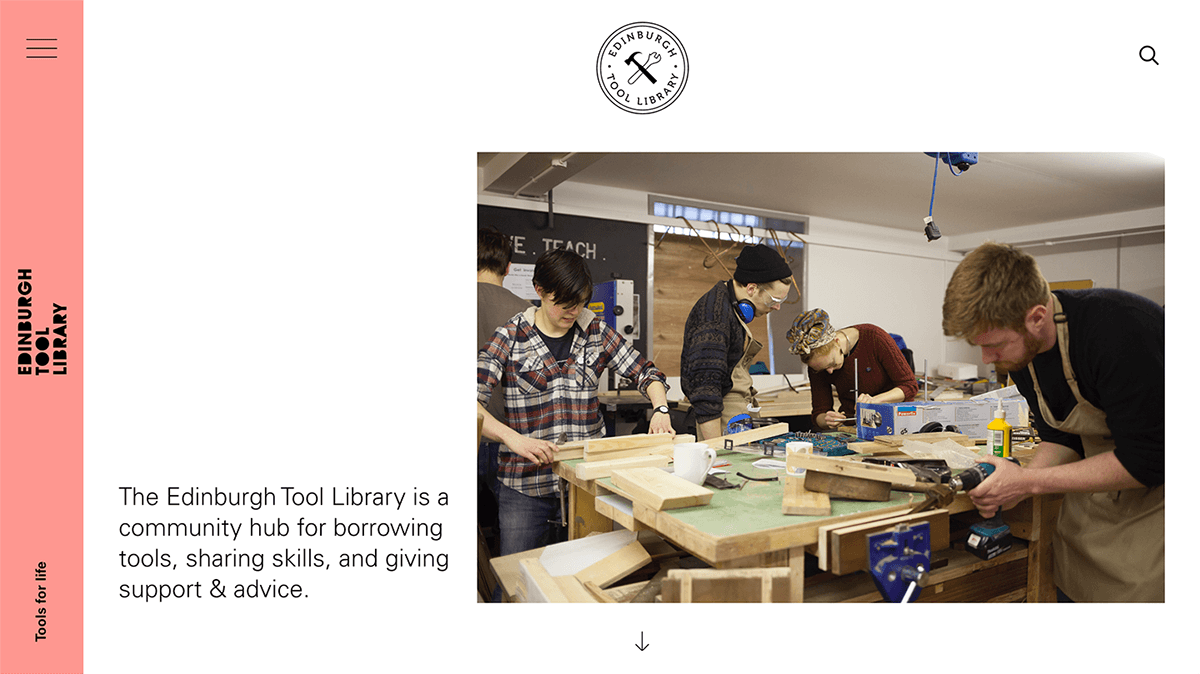 EDINBURGH
TOOL LIBRARY
EDINBURGH
TOOL
LIBRARY
Tools for life
The Edinburgh Tool Library is a
community hub for borrowing
tools, sharing skills, and giving
support & advice.
TEACH.